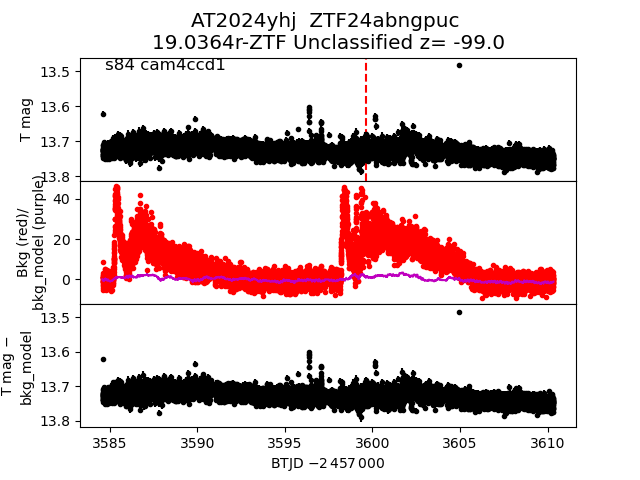 AT2024yhj  ZTF24abngpuc
19.0364r-ZTF Unclassified z= -99.0
s84 cam4ccd1
T mag
13.5
13.6
13.7
13.8
Bkg (red)/
bkg_model (purple)
40
20
0
T mag −
bkg_model
13.5
13.6
13.7
13.8
3585 3590 3595 3600 3605 3610
BTJD −2 457 000